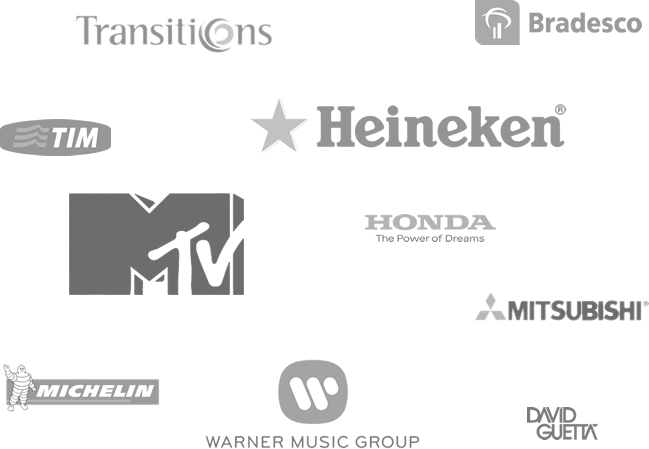 Transitions
Bradesco
TIM
Heineken®
MTV
HONDA
The Power of Dreams
MITSUBISHI®
MICHELIN
WARNER MUSIC GROUP
DAVID
GUETTA